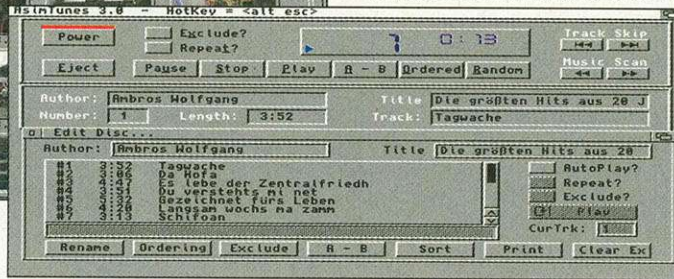 AsimTunes 3.0 - HotKey = <alt esc>
Power
Exclude?
Repeat?
7 0:13
Track Skip
Music Scan
Eject Pause Stop Play A - B Ordered Random
Author: Ambros Wolfgang Title Die größten Hits aus 20 J
Number: 1 Length: 3:52 Track: Tagwache
Edit Disc...
Author: Ambros Wolfgang Title Die größten Hits aus 20
#1 3:52 Tagwache
#2 3:06 Da Hofa
#3 4:47 Es lebe der Zentralfriedh
#4 3:51 Du verstehts mi net
#5 5:32 Gezeichnet fürs Leben
#6 4:20 Langsam wochs ma zamm
#7 3:13 Schifoan
AutoPlay?
Repeat?
Exclude?
Play
CurTrk: 1
Rename Ordering Exclude A - B Sort Print Clear Ex